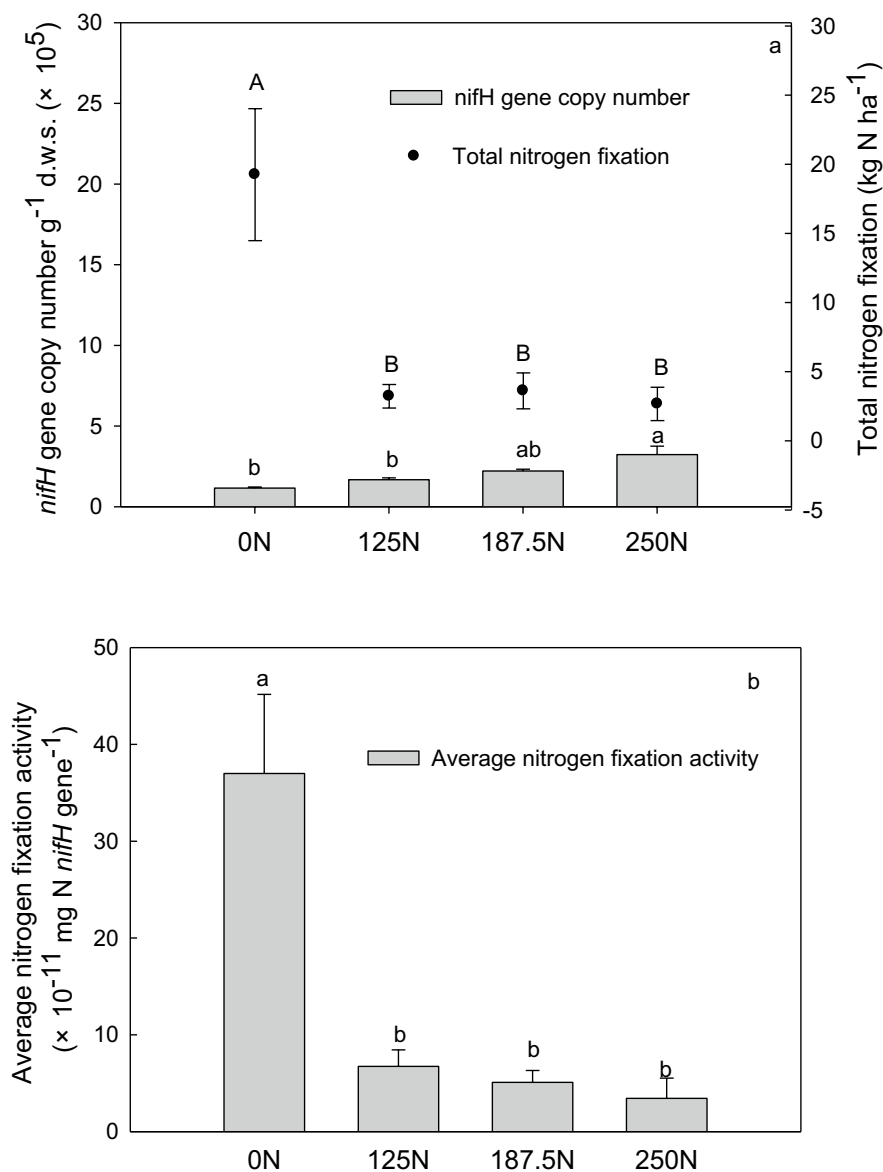 nifH gene copy number g-1 d.w.s. (× 10^5)
30
25
20
15
10
5
0
a
A
nifH gene copy number
Total nitrogen fixation
B
B
B
b
b
ab
a
30
25
20
15
10
5
0
-5
Total nitrogen fixation (kg N ha-1)
0N 125N 187.5N 250N
Average nitrogen fixation activity
(× 10-11 mg N nifH gene-1)
50
40
30
20
10
0
a
b
Average nitrogen fixation activity
b
b
b
0N 125N 187.5N 250N